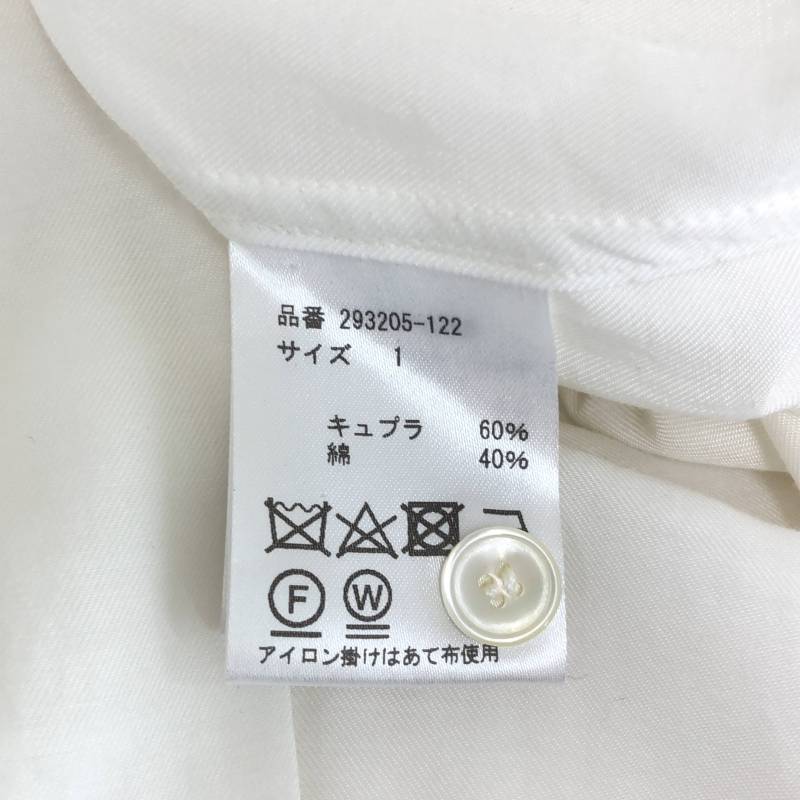 品番 293205-122
サイズ 1
キュプラ 60%
綿 40%
F W
アイロン掛けはあて布使用